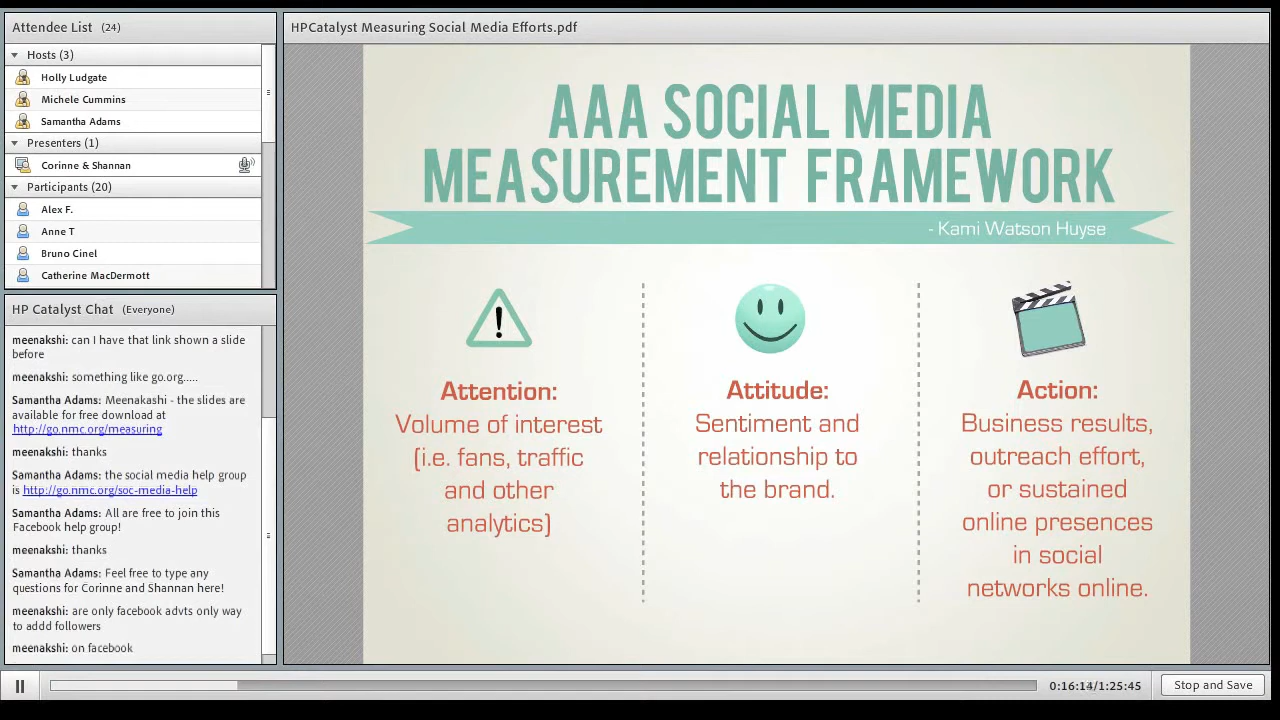 Attendee List (24)
Hosts (3)
Holly Ludgate
Michele Cummins
Samantha Adams
Presenters (1)
Corinne & Shannan
Participants (20)
Alex F.
Anne T
Bruno Cinel
Catherine MacDermott
HP Catalyst Chat (Everyone)
meenakshi: can I have that link shown a slide
before
meenakshi: something like go.org.....
Samantha Adams: Meenakashi - the slides are
available for free download at
http://go.nmc.org/measuring
meenakshi: thanks
Samantha Adams: the social media help group
is http://go.nmc.org/soc-media-help
Samantha Adams: All are free to join this
Facebook help group!
meenakshi: thanks
Samantha Adams: Feel free to type any
questions for Corinne and Shannan here!
meenakshi: are only facebook advts only way
to addd followers
meenakshi: on facebook
HPCatalyst Measuring Social Media Efforts.pdf
AAA SOCIAL MEDIA
MEASUREMENT FRAMEWORK
- Kami Watson Huyse
Attention:
Volume of interest
(i.e. fans, traffic
and other
analytics)
Attitude:
Sentiment and
relationship to
the brand.
Action:
Business results,
outreach effort,
or sustained
online presences
in social
networks online.
0:16:14/1:25:45
Stop and Save